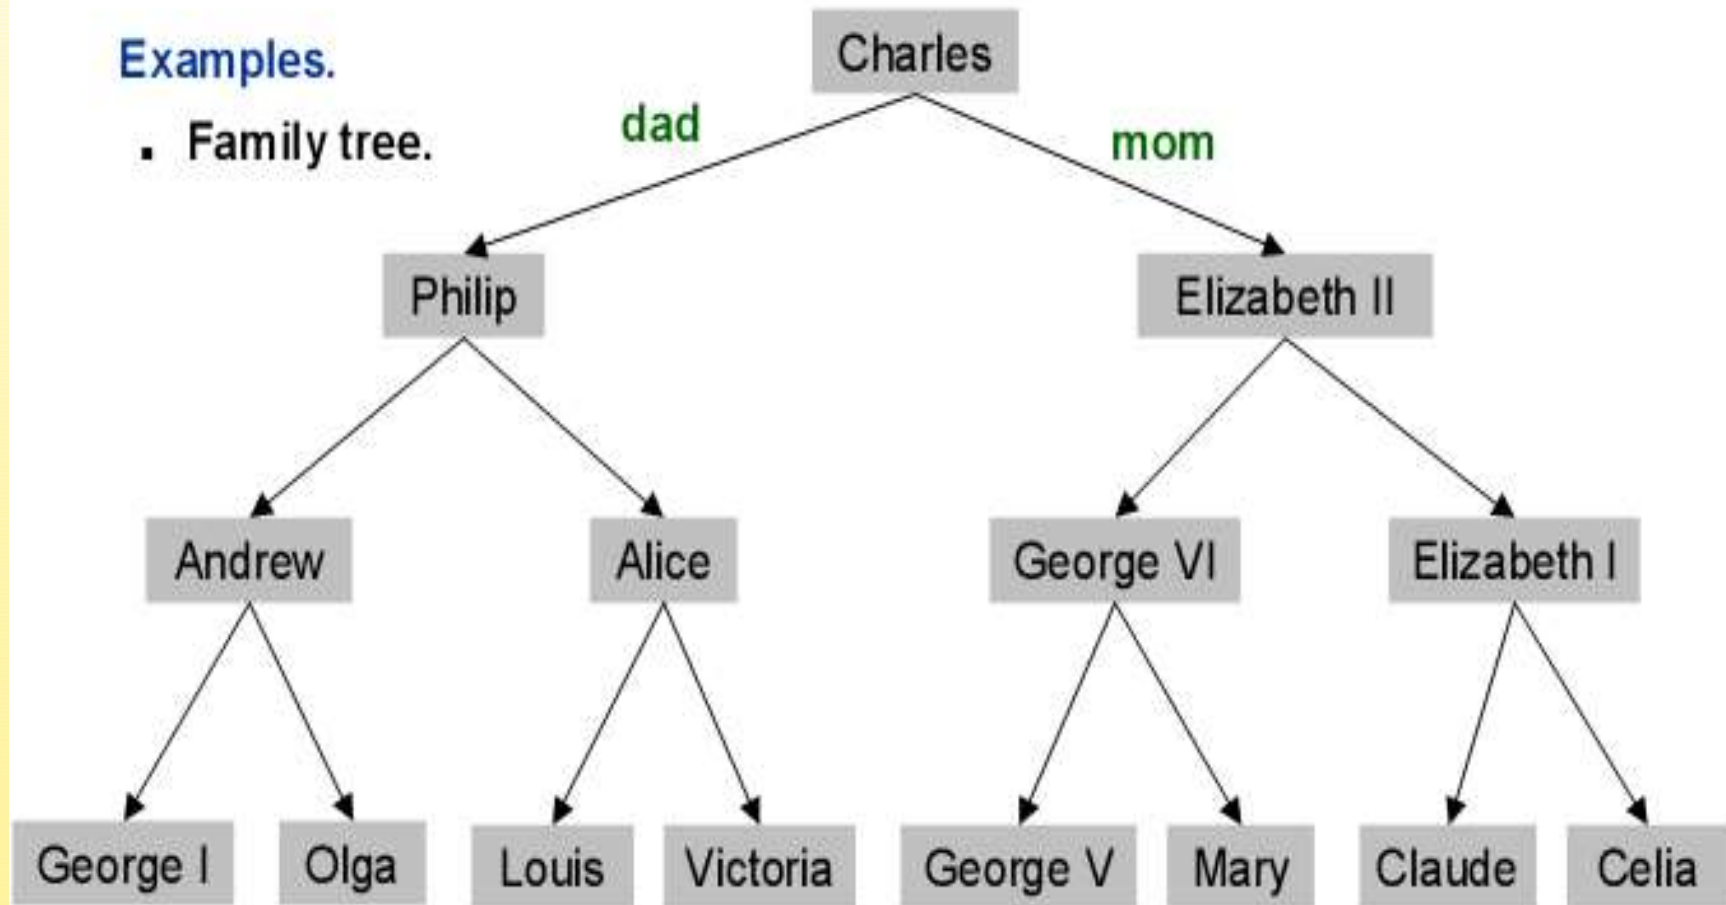 Examples.
. Family tree.
Charles
dad
mom
Philip
Elizabeth II
Andrew
Alice
George VI
Elizabeth I
George I
Olga
Louis
Victoria
George V
Mary
Claude
Celia